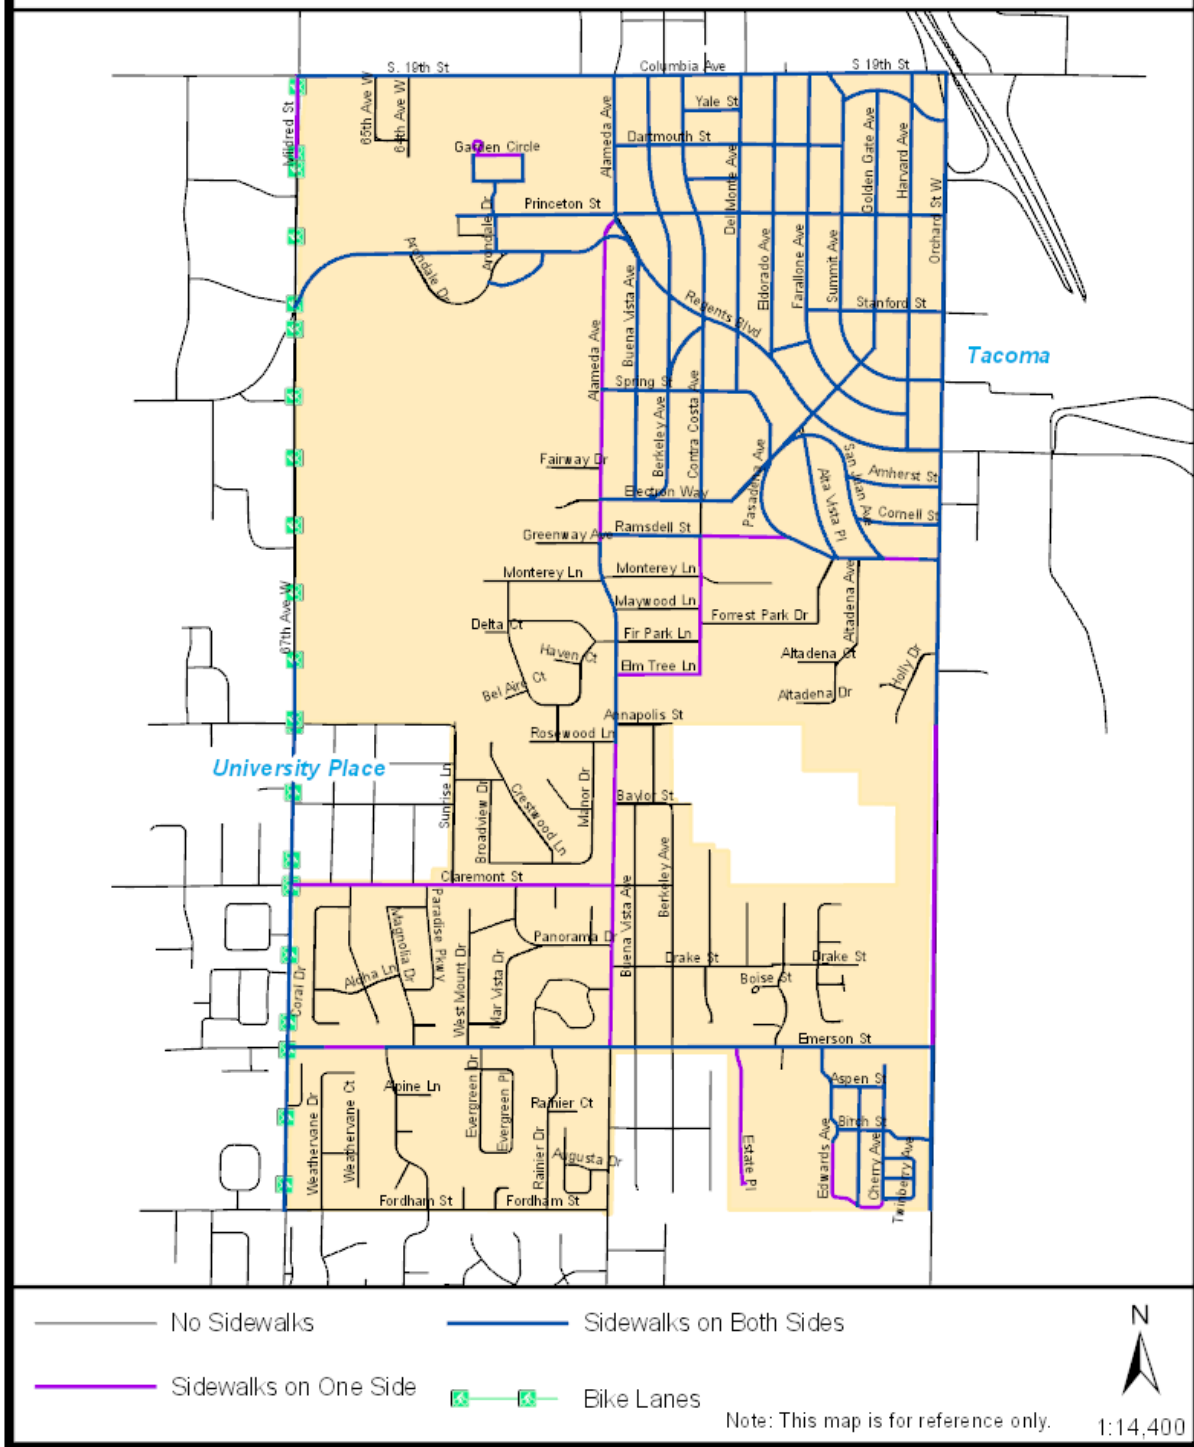 S. 19th St
Columbia Ave
S 19th St
Mildred St
65th Ave W
64th Ave W
Alameda Ave
Yale St
Dartmouth St
Garden Circle
Del Monte Ave
Golden Gate Ave
Harvard Ave
Orchard St W
Princeton St
Arondale Dr
Arondale Dr
Eldorado Ave
Farallone Ave
Summit Ave
Buena Vista Ave
Regents Blvd
Stanford St
Tacoma
Alameda Ave
Spring St
Berkeley Ave
Contra Costa Ave
Fairway Dr
Pasadena Ave
Alta Vista Pl
San Juan Ave
Amherst St
Electron Way
Cornell St
Ramsdell St
Greenway Ave
Monterey Ln
Monterey Ln
Maywood Ln
Forrest Park Dr
Altadena Ave
67th Ave W
Delta Ct
Fir Park Ln
Haven Ct
Altadena Ct
Holly Dr
Elm Tree Ln
Bel Aire Ct
Altadena Dr
Annapolis St
Rosewood Ln
University Place
Sunrise Ln
Broadview Dr
Crestwood Ln
Manor Dr
Baylor St
Berkeley Ave
Claremont St
Buena Vista Ave
Paradise Pkwy
Magnolia Dr
Panorama Dr
West Mount Dr
Mar Vista Dr
Drake St
Drake St
Aloha Ln
Boise St
Coral Dr
Emerson St
Alpine Ln
Evergreen Dr
Evergreen Pl
Aspen St
Weathervane Dr
Weathervane Ct
Rainier Ct
Birch St
Rainier Dr
Augusta Dr
Estate Pl
Edwards Ave
Cherry Ave
Twinberry Ave
Fordham St
Fordham St
No Sidewalks
Sidewalks on Both Sides
N
Sidewalks on One Side
Bike Lanes
Note: This map is for reference only.
1:14,400